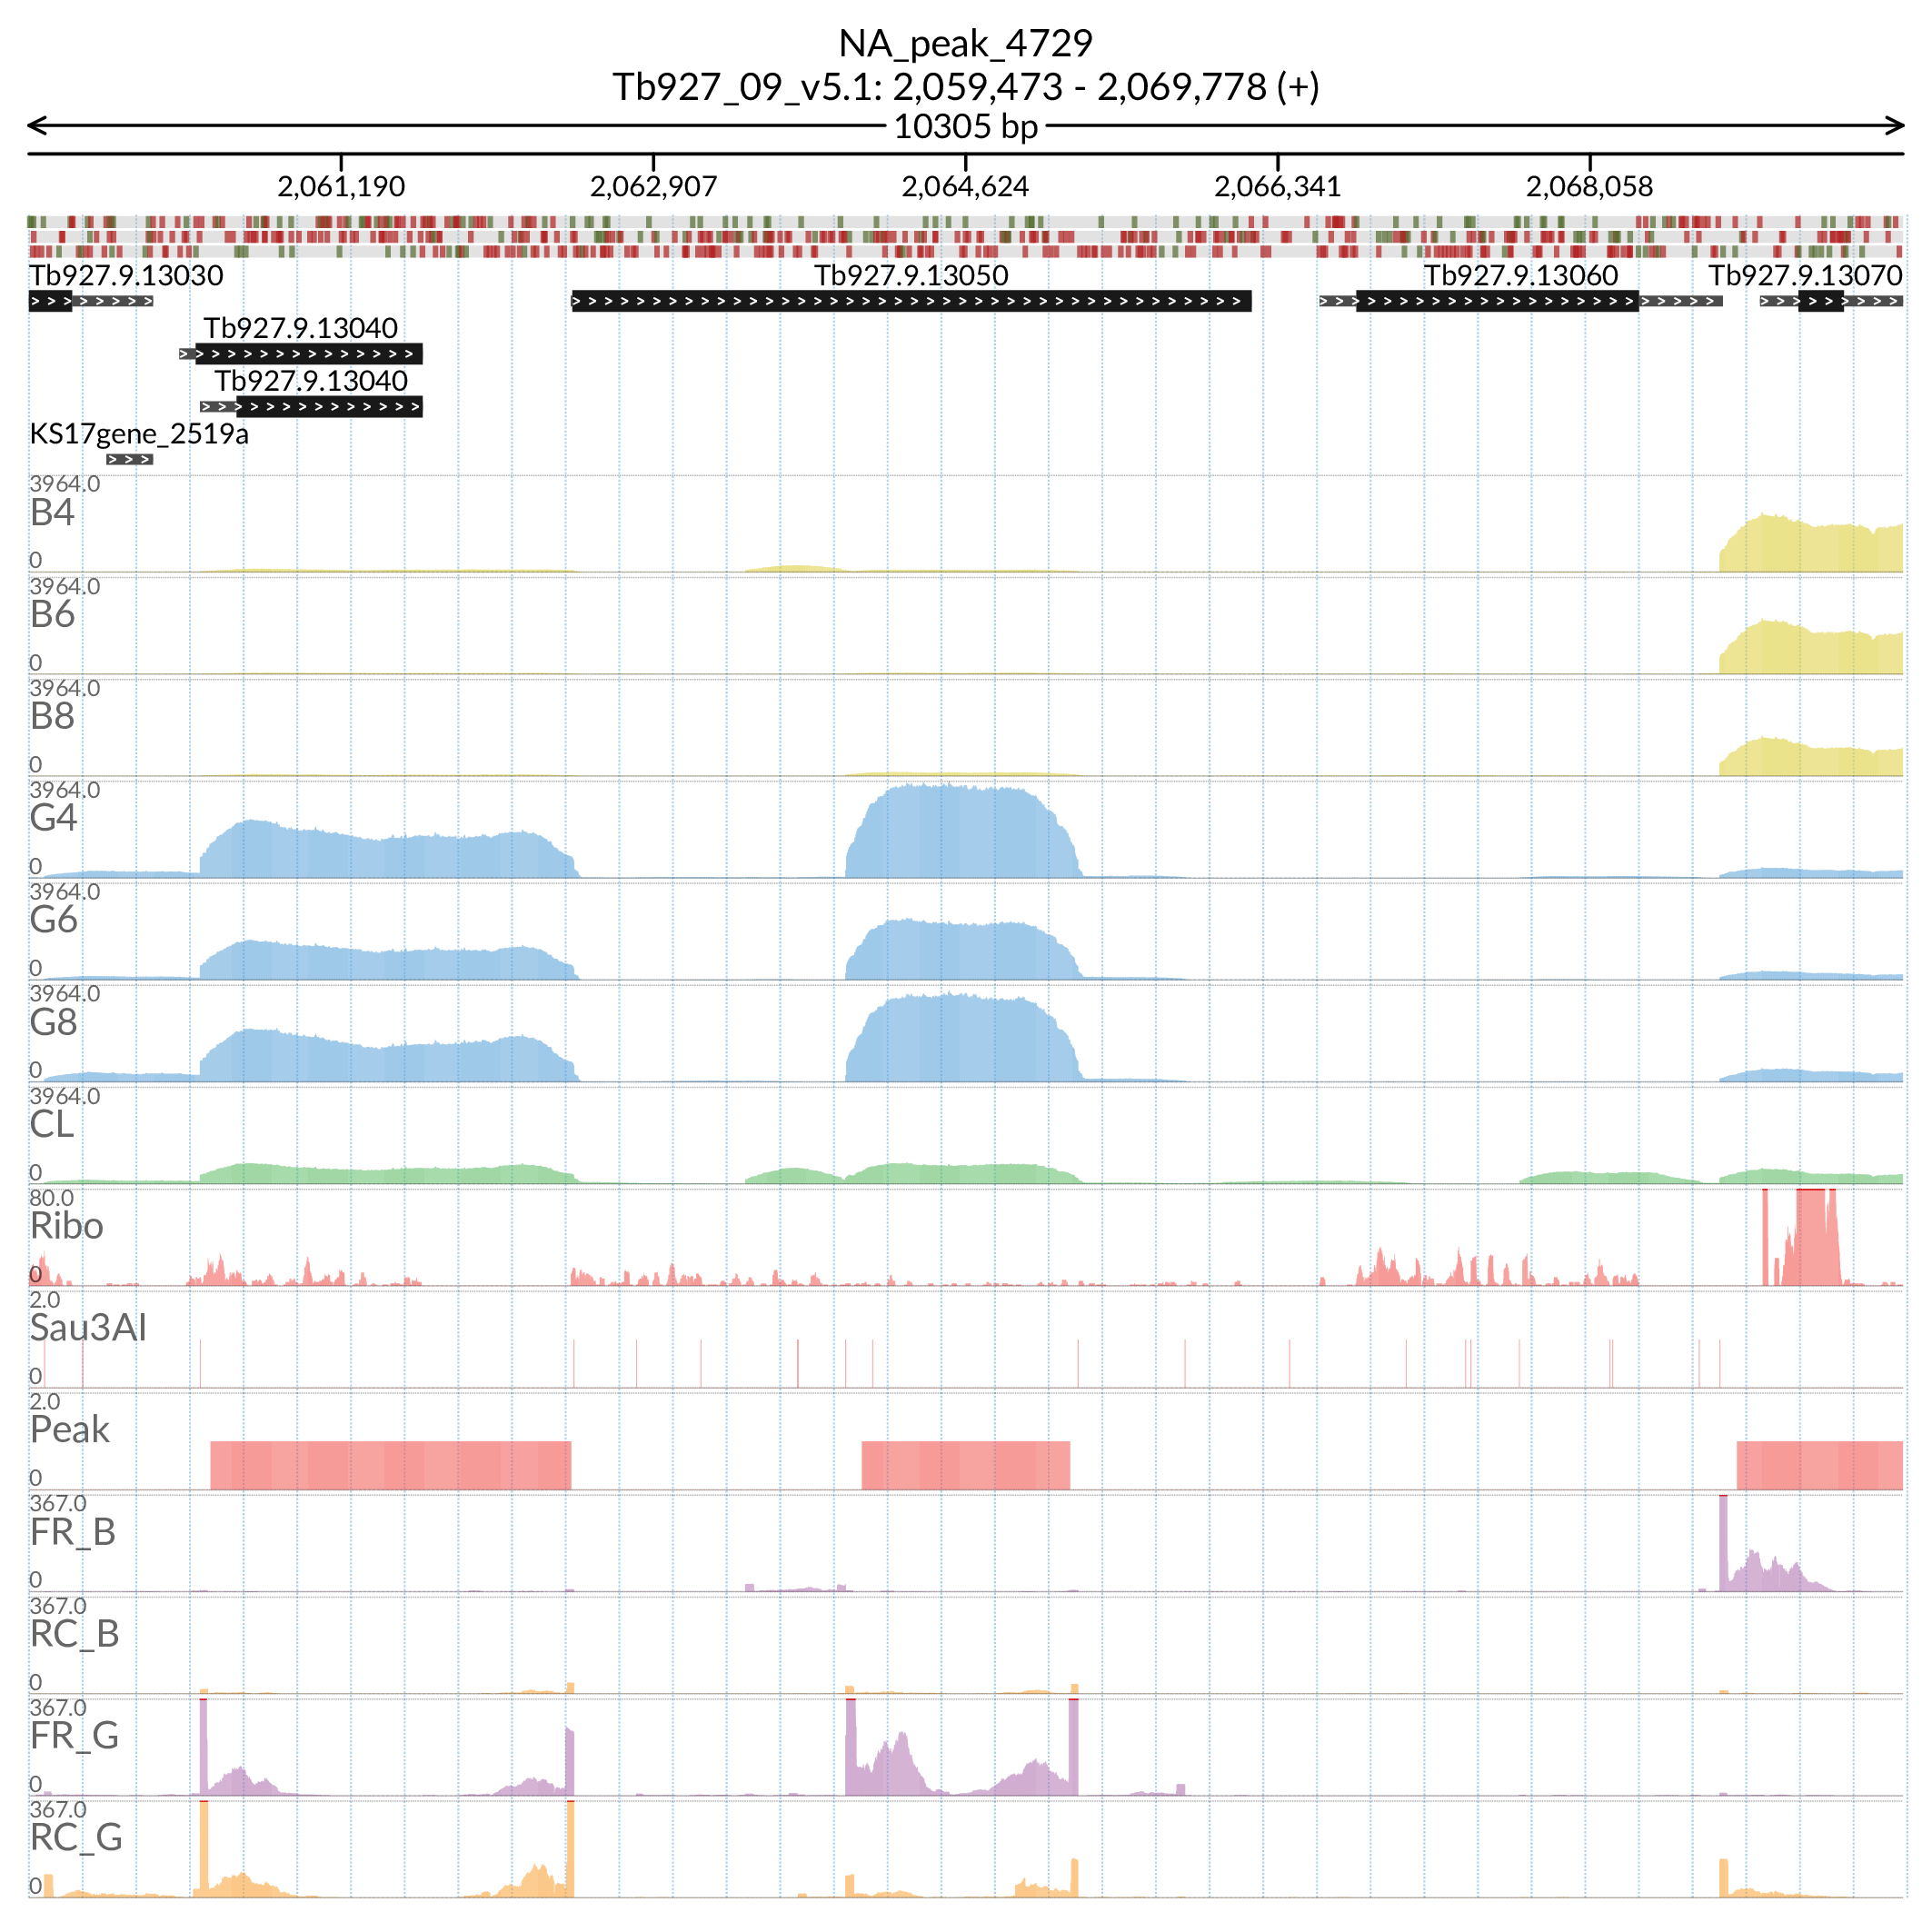 NA_peak_4729
Tb927_09_v5.1: 2,059,473 - 2,069,778 (+)
10305 bp
2,061,190 2,062,907 2,064,624 2,066,341 2,068,058
Tb927.9.13030 Tb927.9.13050 Tb927.9.13060 Tb927.9.13070
Tb927.9.13040
Tb927.9.13040
KS17gene_2519a
3964.0
B4
0
3964.0
B6
0
3964.0
B8
0
3964.0
G4
0
3964.0
G6
0
3964.0
G8
0
3964.0
CL
0
80.0
Ribo
0
2.0
Sau3AI
0
2.0
Peak
0
367.0
FR_B
0
367.0
RC_B
0
367.0
FR_G
0
367.0
RC_G
0